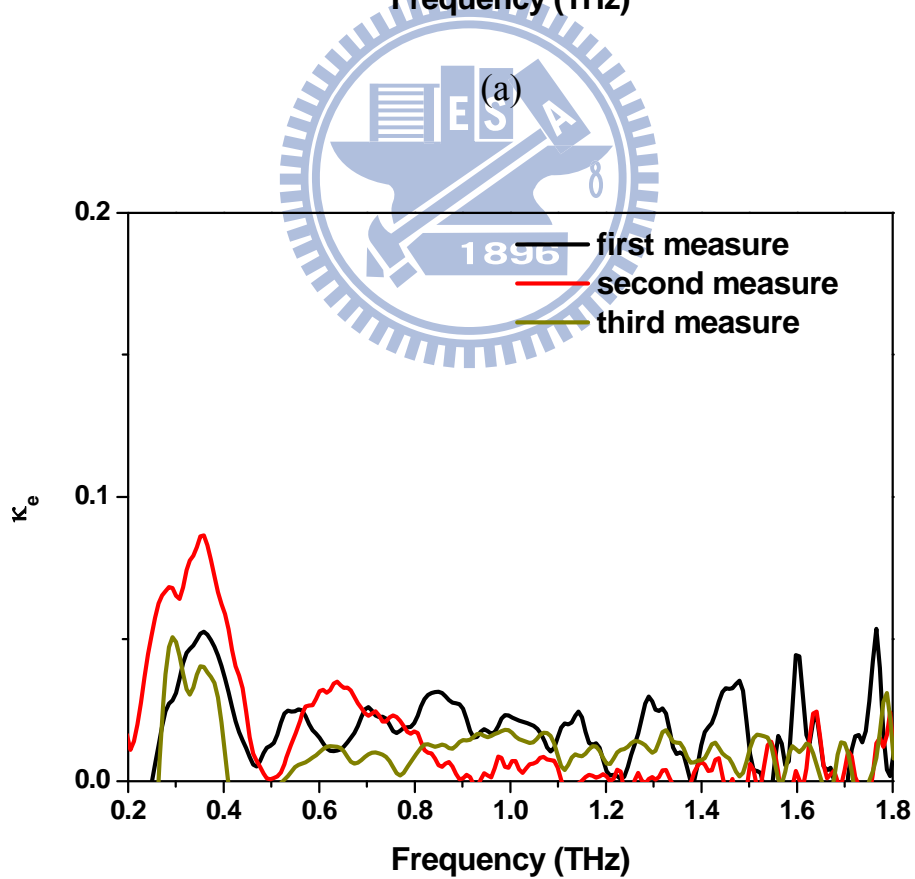 Frequency (THz)
(a)
E S A
1896
0.2
first measure
second measure
third measure
0.1
κe
0.0
0.2 0.4 0.6 0.8 1.0 1.2 1.4 1.6 1.8
Frequency (THz)